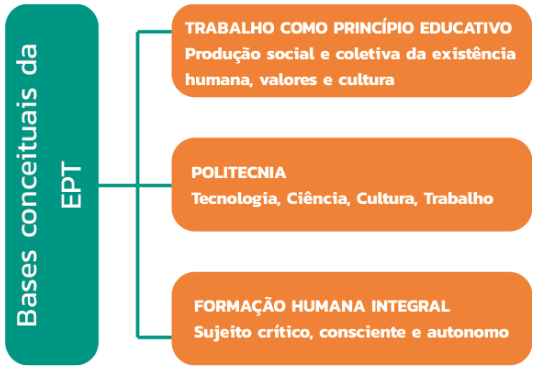 Bases conceituais da
EPT
TRABALHO COMO PRINCÍPIO EDUCATIVO
Produção social e coletiva da existência
humana, valores e cultura
POLITECNIA
Tecnologia, Ciência, Cultura, Trabalho
FORMAÇÃO HUMANA INTEGRAL
Sujeito crítico, consciente e autonomo